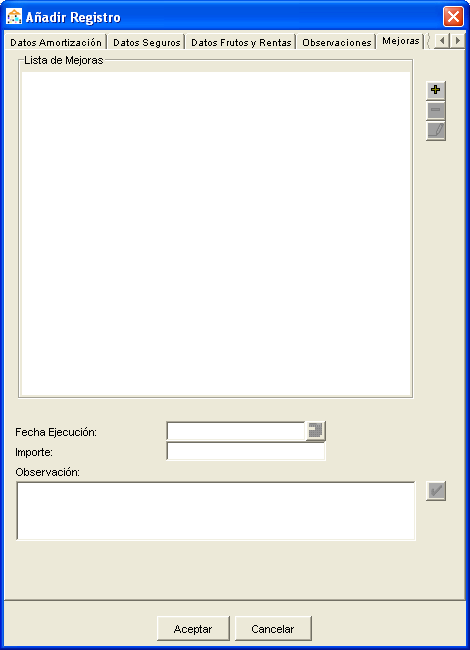 Añadir Registro
Datos Amortización Datos Seguros Datos Frutos y Rentas Observaciones Mejoras
Lista de Mejoras
Fecha Ejecución:
Importe:
Observación:
Aceptar Cancelar